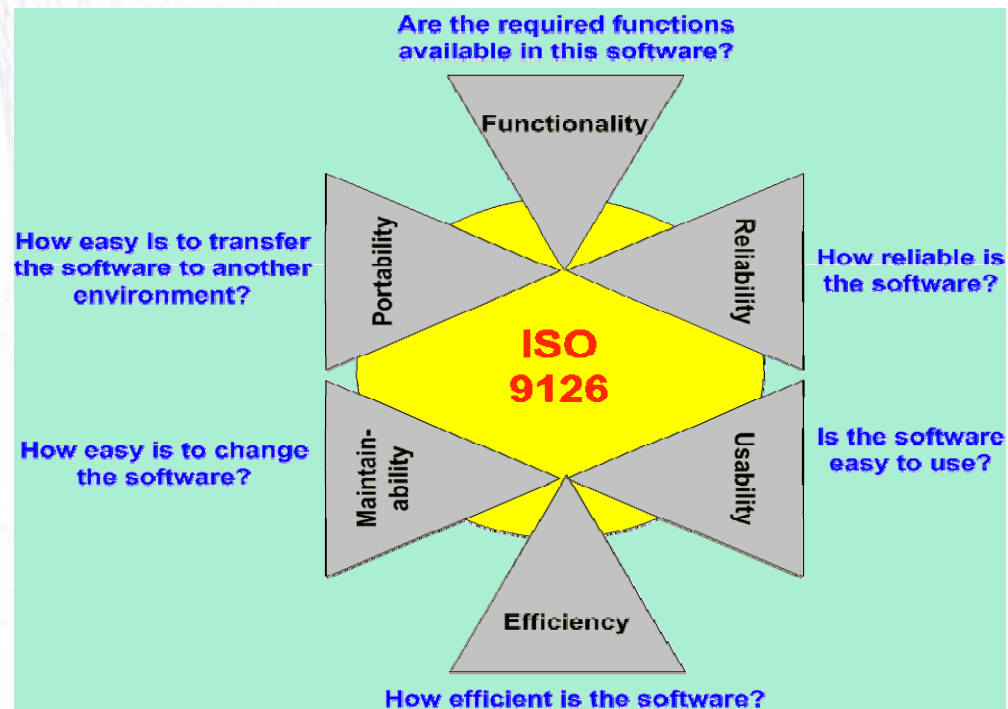 Are the required functions
available in this software?
Functionality
Portability
Reliability
How easy is to transfer
the software to another
environment?
How reliable is
the software?
ISO
9126
How easy is to change
the software?
Maintain-
ability
Usability
Is the software
easy to use?
Efficiency
How efficient is the software?